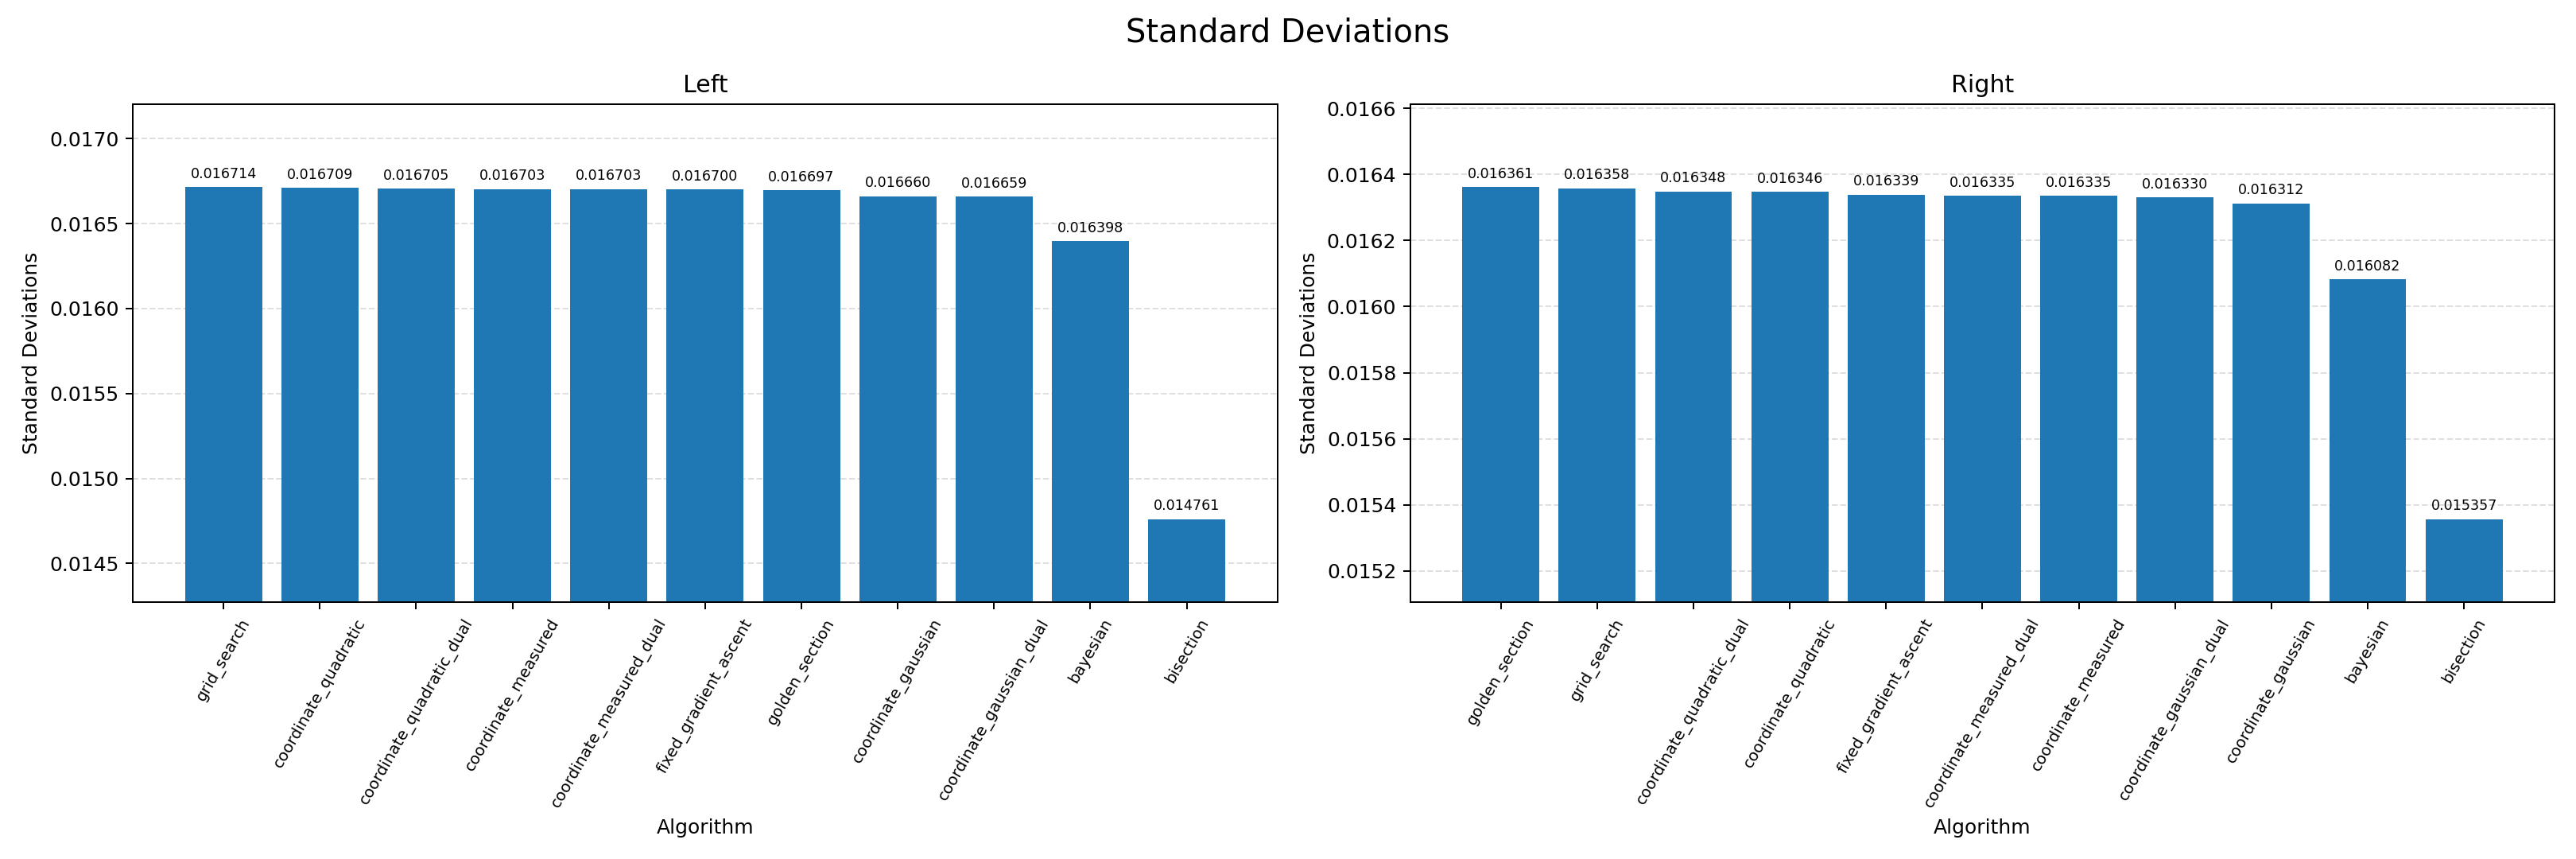 Standard Deviations
Left
Standard Deviations
0.0170
0.0165
0.0160
0.0155
0.0150
0.0145
0.016714
0.016709
0.016705
0.016703
0.016703
0.016700
0.016697
0.016660
0.016659
0.016398
0.014761
grid_search
coordinate_quadratic
coordinate_quadratic_dual
coordinate_measured
coordinate_measured_dual
fixed_gradient_ascent
golden_section
coordinate_gaussian
coordinate_gaussian_dual
bayesian
bisection
Algorithm
Right
Standard Deviations
0.0166
0.0164
0.0162
0.0160
0.0158
0.0156
0.0154
0.0152
0.016361
0.016358
0.016348
0.016346
0.016339
0.016335
0.016335
0.016330
0.016312
0.016082
0.015357
golden_section
grid_search
coordinate_quadratic_dual
coordinate_quadratic
fixed_gradient_ascent
coordinate_measured_dual
coordinate_measured
coordinate_gaussian_dual
coordinate_gaussian
bayesian
bisection
Algorithm